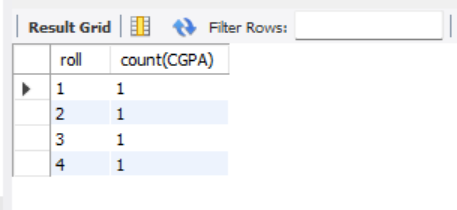 Result Grid Filter Rows:
roll count(CGPA)
1 1
2 1
3 1
4 1